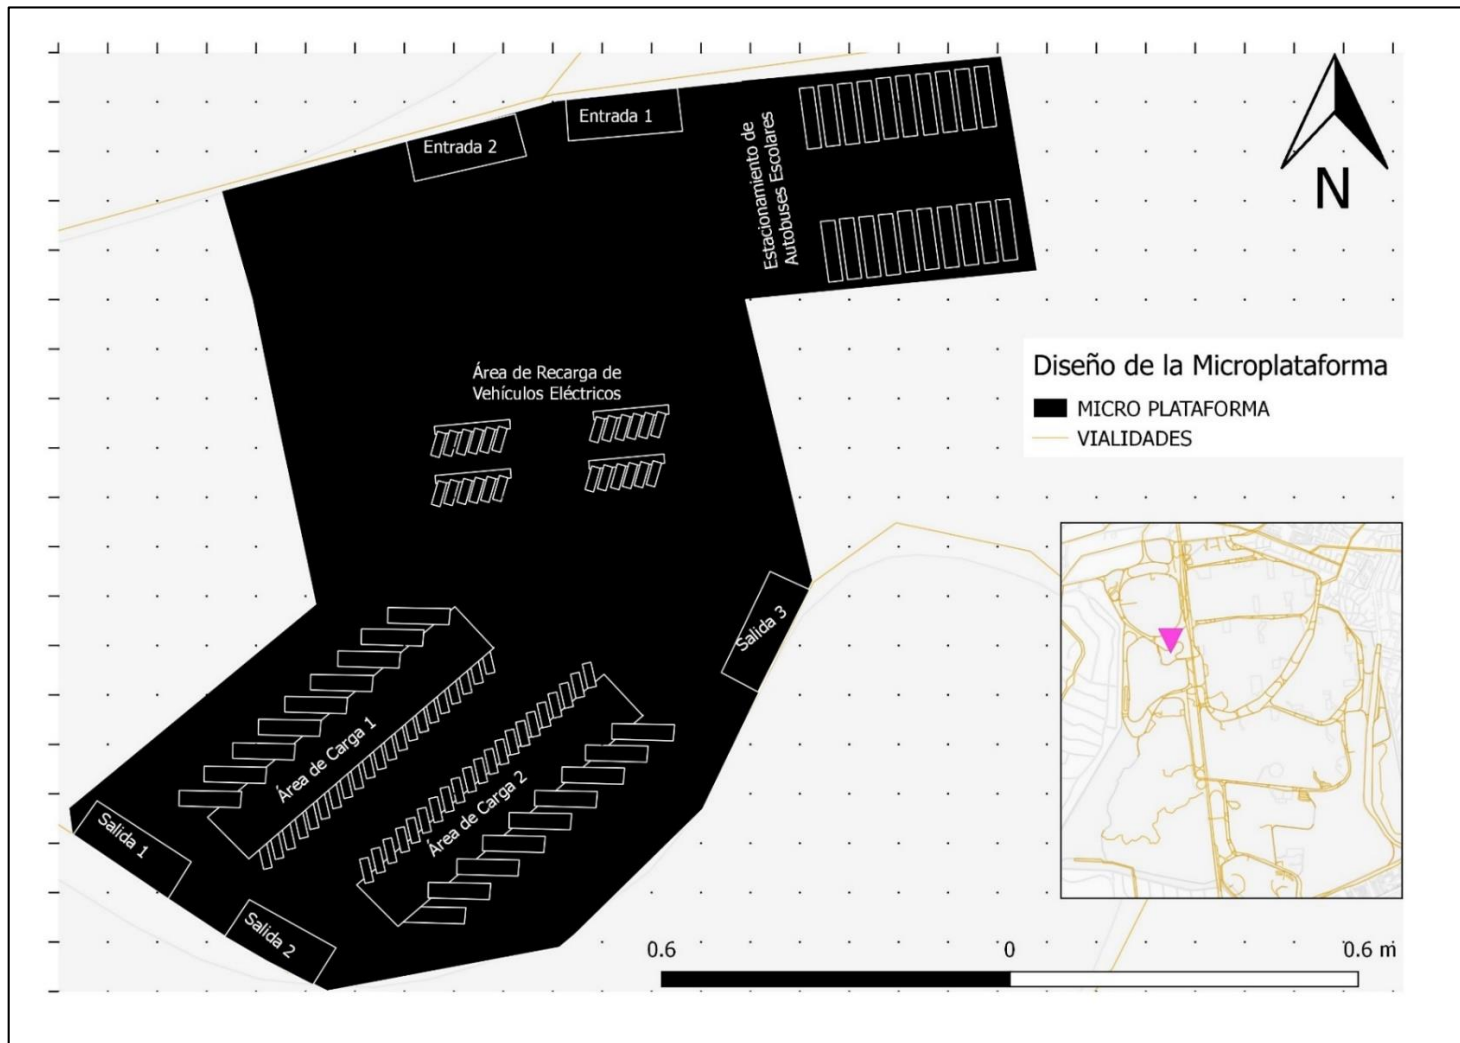 Entrada 1
Entrada 2
Estacionamiento de
Autobuses Escolares
N
Área de Recarga de
Vehículos Eléctricos
Diseño de la Microplataforma
MICRO PLATAFORMA
VIALIDADES
Salida 3
Área de Carga 1
Área de Carga 2
Salida 1
Salida 2
0.6
0
0.6 m